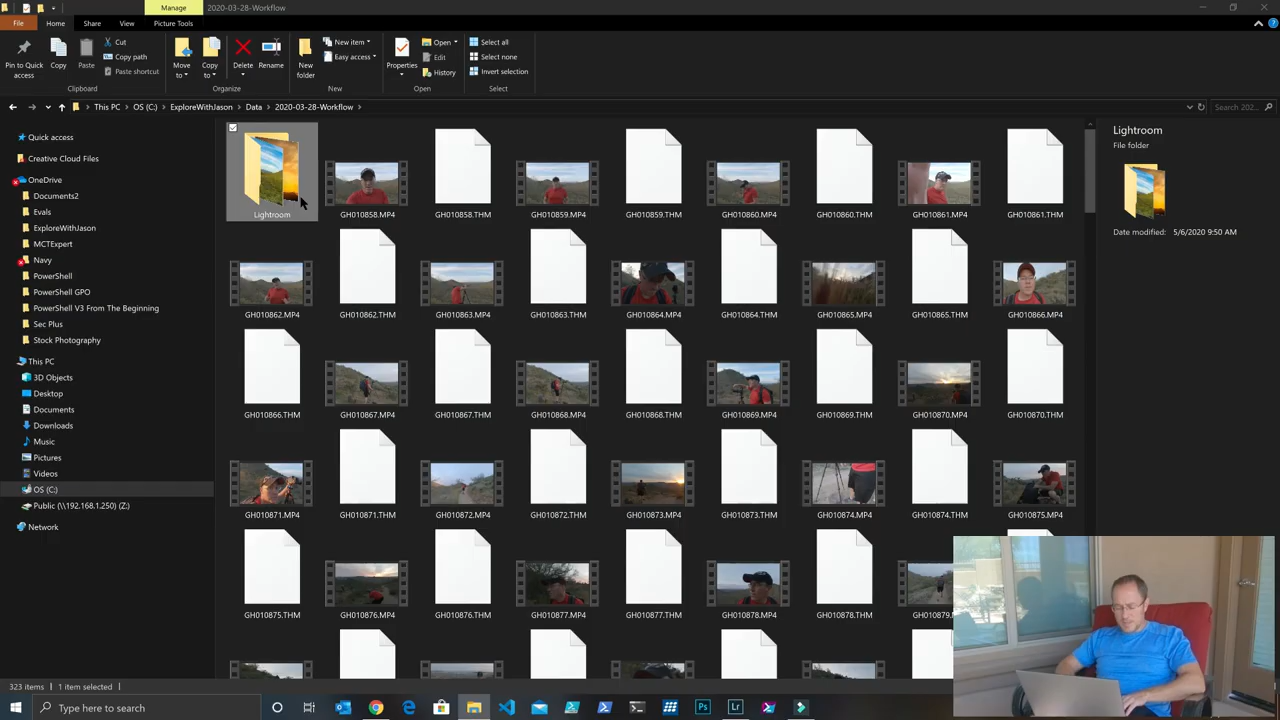 Manage
2020-03-28-Workflow
File
Home
Share
View
Picture Tools
Pin to Quick access
Copy
Paste
Cut
Copy path
Paste shortcut
Clipboard
Move to
Copy to
Delete
Rename
Organize
New folder
New item
Easy access
New
Properties
Open
Edit
History
Open
Select all
Select none
Invert selection
Select
This PC
OS (C:)
ExploreWithJason
Data
2020-03-28-Workflow
Search 202...
Quick access
Creative Cloud Files
OneDrive
Documents2
Evals
ExploreWithJason
MCTExpert
Navy
PowerShell
PowerShell GPO
PowerShell V3 From The Beginning
Sec Plus
Stock Photography
This PC
3D Objects
Desktop
Documents
Downloads
Music
Pictures
Videos
OS (C:)
Public (\\192.168.1.250) (Z:)
Network
Lightroom
GH010858.MP4
GH010858.THM
GH010859.MP4
GH010859.THM
GH010860.MP4
GH010860.THM
GH010861.MP4
GH010861.THM
GH010862.MP4
GH010862.THM
GH010863.MP4
GH010863.THM
GH010864.MP4
GH010864.THM
GH010865.MP4
GH010865.THM
GH010866.MP4
GH010866.THM
GH010867.MP4
GH010867.THM
GH010868.MP4
GH010868.THM
GH010869.MP4
GH010869.THM
GH010870.MP4
GH010870.THM
GH010871.MP4
GH010871.THM
GH010872.MP4
GH010872.THM
GH010873.MP4
GH010873.THM
GH010874.MP4
GH010874.THM
GH010875.MP4
GH010875.THM
GH010876.MP4
GH010876.THM
GH010877.MP4
GH010877.THM
GH010878.MP4
GH010878.THM
GH010879.
Lightroom
File folder
Date modified: 5/6/2020 9:50 AM
323 items
1 item selected
Type here to search
Ps
Lr